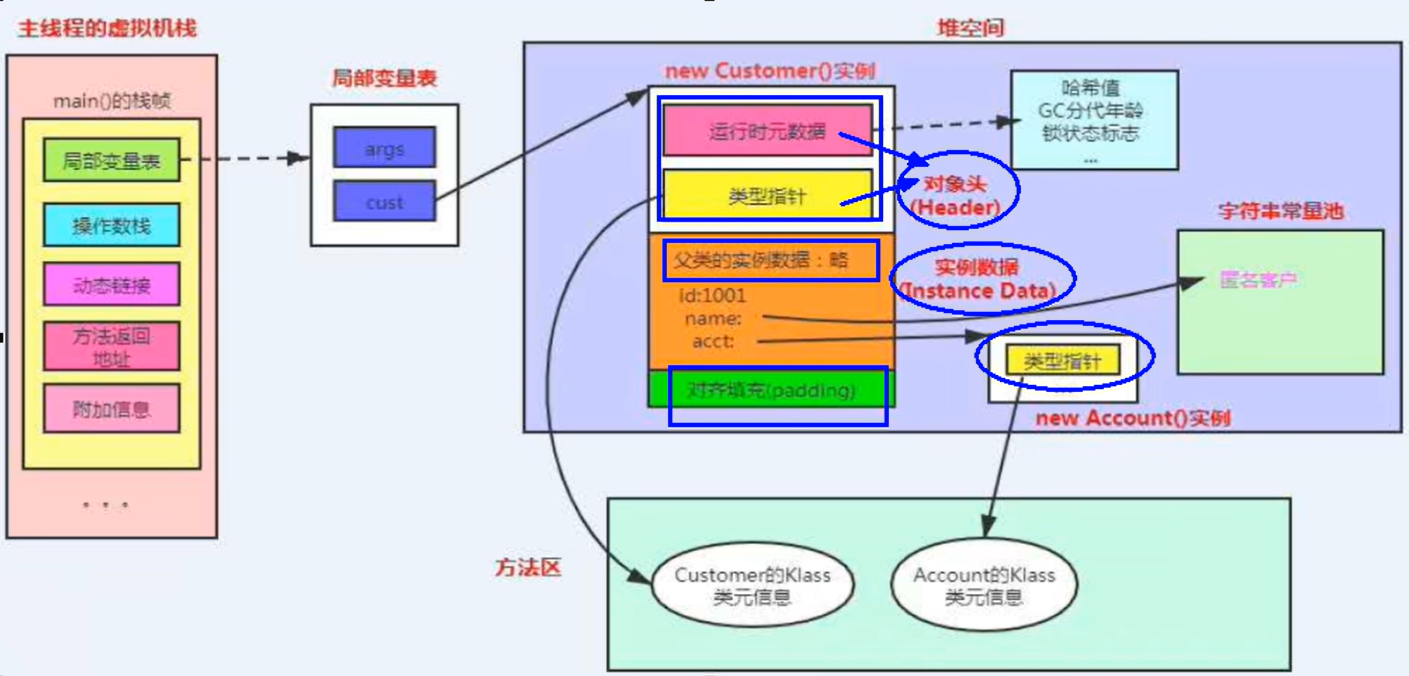 主线程的虚拟机栈
main()的栈帧
局部变量表
操作数栈
动态链接
方法返回
地址
附加信息
。。。
局部变量表
args
cust
堆空间
new Customer()实例
运行时元数据
类型指针
对象头
(Header)
哈希值
GC分代年龄
锁状态标志
...
父类的实例数据：略
id:1001
name:
acct:
实例数据
(Instance Data)
对齐填充(padding)
字符串常量池
匿名客户
类型指针
new Account()实例
方法区
Customer的Klass
类元信息
Account的Klass
类元信息